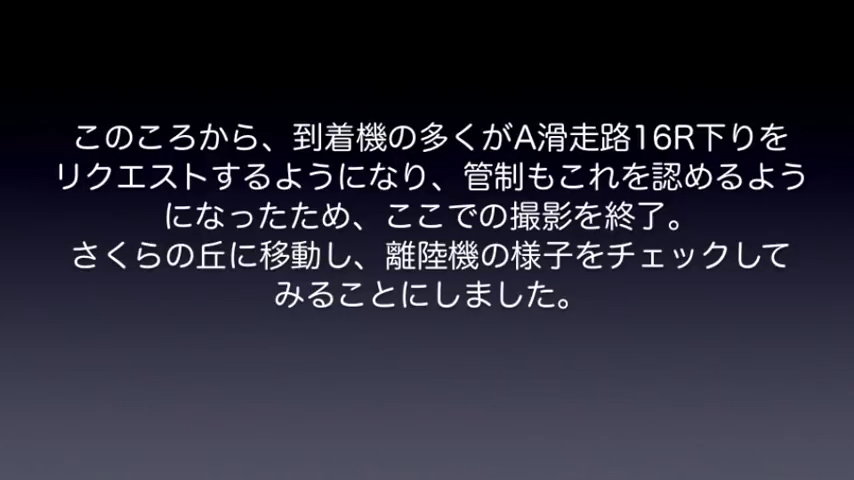 このころから、到着機の多くがA滑走路16R下りを
リクエストするようになり、管制もこれを認めるよう
になったため、ここでの撮影を終了。
さくらの丘に移動し、離陸機の様子をチェックして
みることにしました。